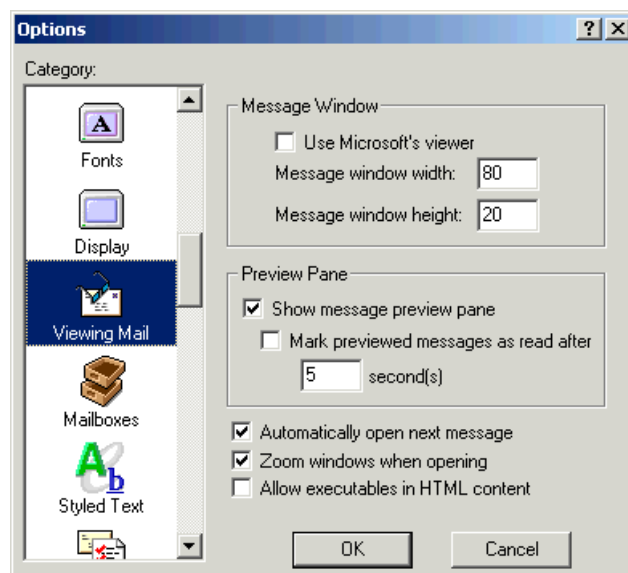 Options
Category:
A
Fonts
Display
Viewing Mail
Mailboxes
Ab
Styled Text
Message Window
Use Microsoft's viewer
Message window width: 80
Message window height: 20
Preview Pane
Show message preview pane
Mark previewed messages as read after
5 second(s)
Automatically open next message
Zoom windows when opening
Allow executables in HTML content
OK Cancel